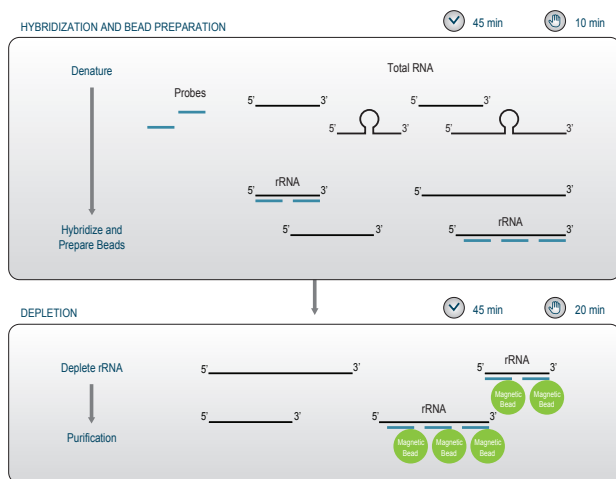 HYBRIDIZATION AND BEAD PREPARATION 45 min 10 min
Denature
Total RNA
Probes
5' 3' 5' 3'
5' 3' 5' 3'
rRNA
5' 3' 5' 3'
rRNA
Hybridize and
Prepare Beads
5' 3' 5' 3'
DEPLETION 45 min 20 min
rRNA
Deplete rRNA 5' 3' 5' 3'
Magnetic Bead Magnetic Bead
rRNA
5' 3' 5' 3'
Purification
Magnetic Bead Magnetic Bead Magnetic Bead